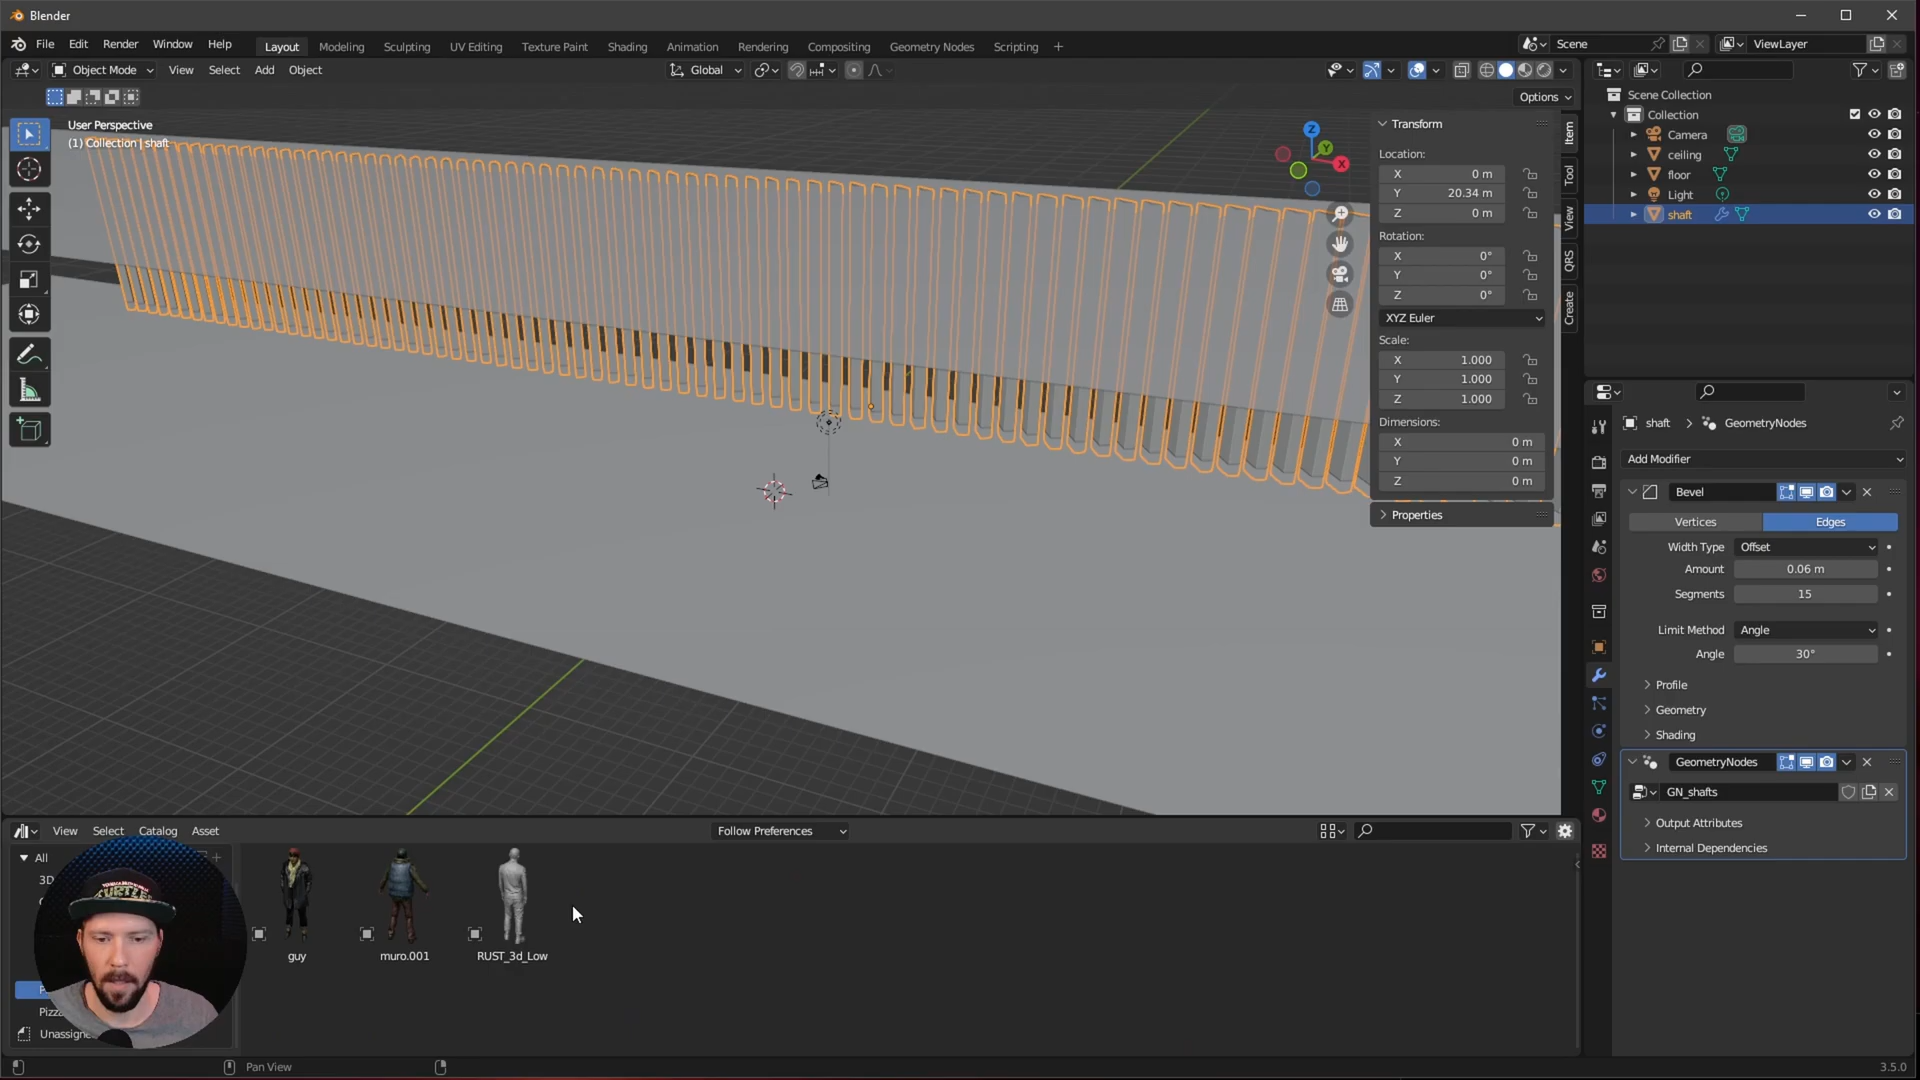 Blender
File Edit Render Window Help Layout Modeling Sculpting UV Editing Texture Paint Shading Animation Rendering Compositing Geometry Nodes Scripting + Scene ViewLayer
Object Mode View Select Add Object Global
Options
User Perspective
(1) Collection | shaft
Transform
Location:
X 0 m
Y 20.34 m
Z 0 m
Rotation:
X 0°
Y 0°
Z 0°
XYZ Euler
Scale:
X 1.000
Y 1.000
Z 1.000
Dimensions:
X 0 m
Y 0 m
Z 0 m
Properties
Item
Tool
View
QRS
Create
Z
Y
X
Scene Collection
Collection
Camera
ceiling
floor
Light
shaft
shaft > GeometryNodes
Add Modifier
Bevel
Vertices Edges
Width Type Offset
Amount 0.06 m
Segments 15
Limit Method Angle
Angle 30°
Profile
Geometry
Shading
GeometryNodes
GN_shafts
Output Attributes
Internal Dependencies
View Select Catalog Asset Follow Preferences
All
3D
Pizz
Unassign
guy muro.001 RUST_3d_Low
TURTLE
Pan View
3.5.0